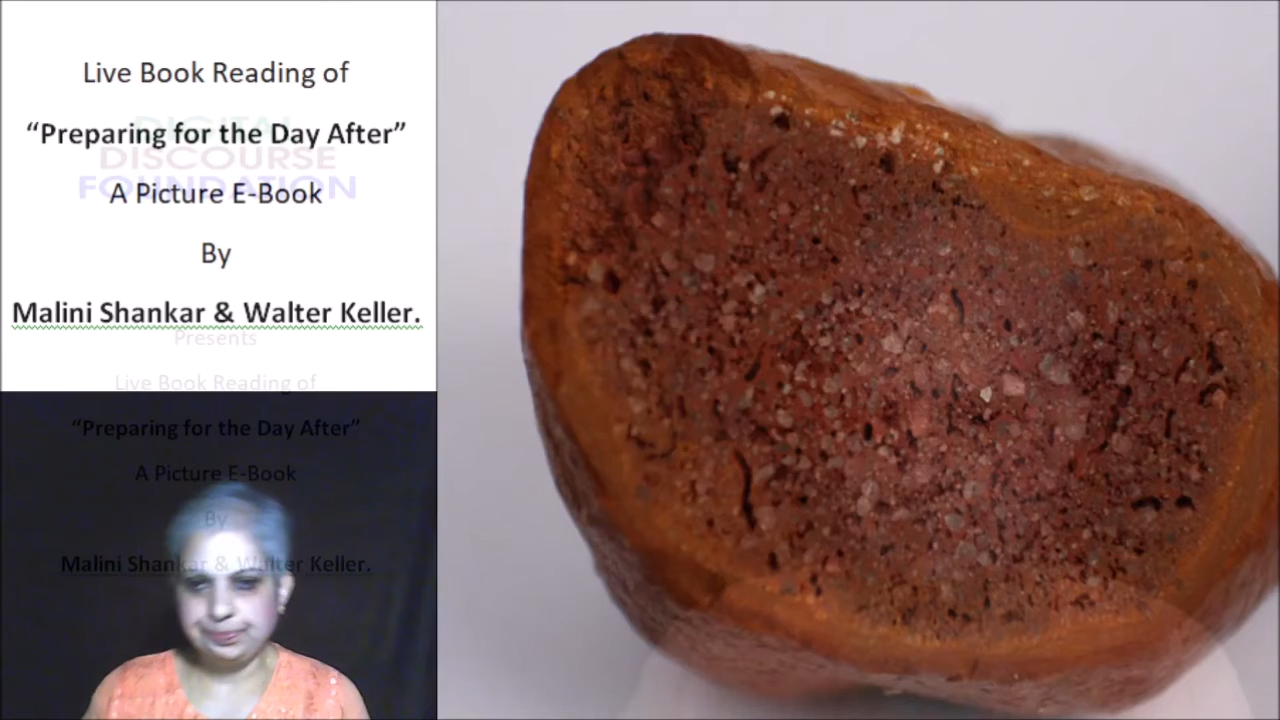 Live Book Reading of
“Preparing for the Day After”
DIGITAL
DISCOURSE
FOUNDATION
A Picture E-Book
By
Malini Shankar & Walter Keller.
Presents
Live Book Reading of
“Preparing for the Day After”
A Picture E-Book
By
Malini Shankar & Walter Keller.